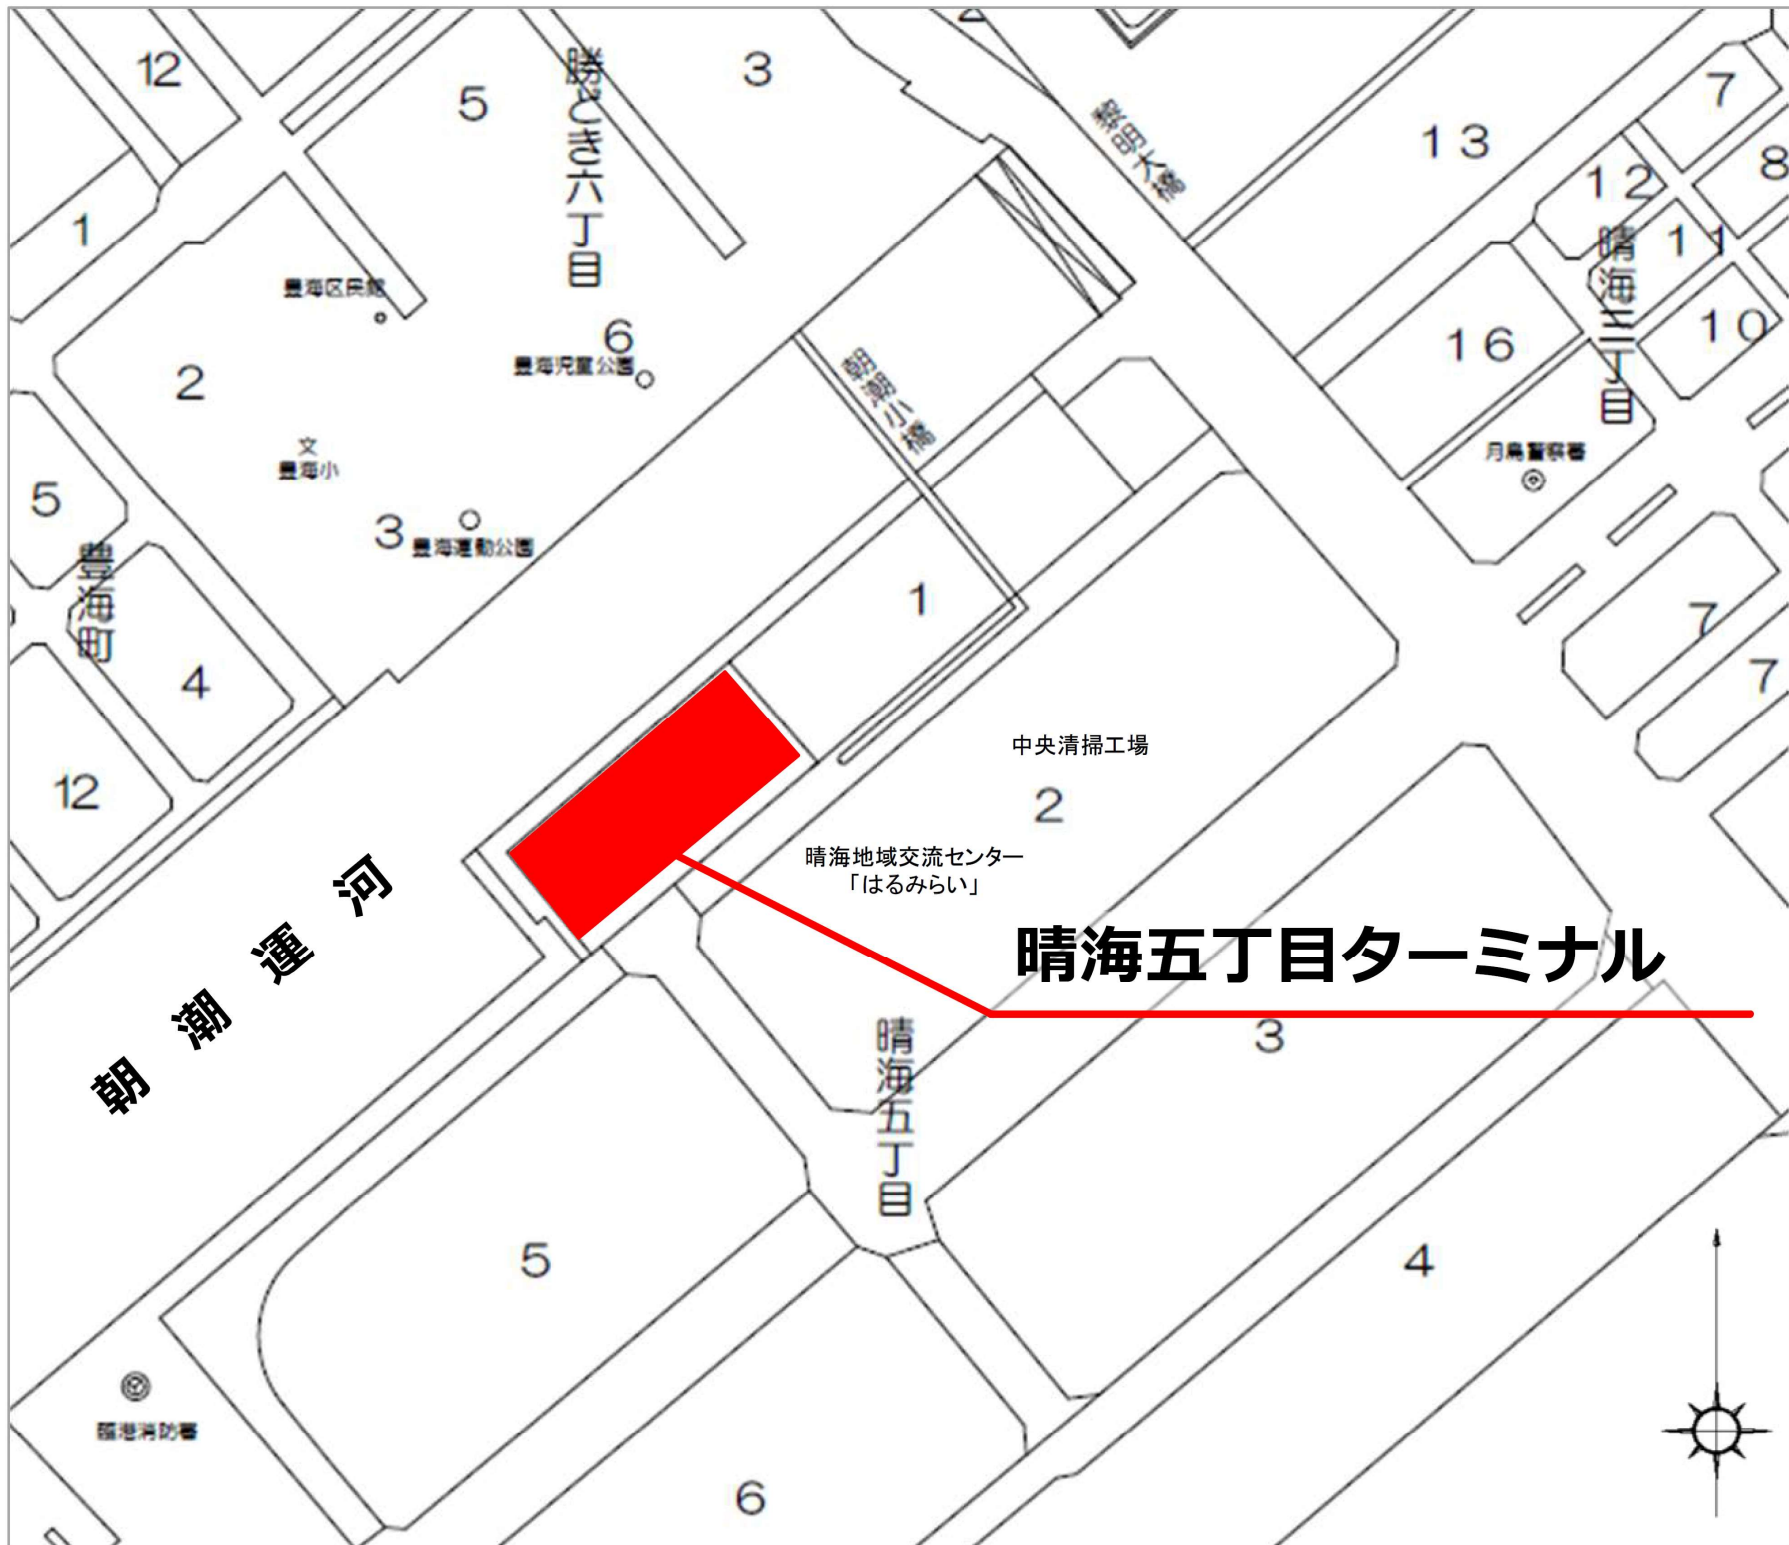 12
5
勝どき六丁目
3
黎明大橋
13
7
12
8
1
11
晴海三丁目
豊海区民館
6
豊海児童公園
朝潮小橋
16
10
2
文
豊海小
月島警察署
5
3
豊海運動公園
豊海町
1
4
7
7
12
中央清掃工場
2
晴海地域交流センター
「はるみらい」
朝潮運河
晴海五丁目ターミナル
3
晴海五丁目
5
4
臨港消防署
6